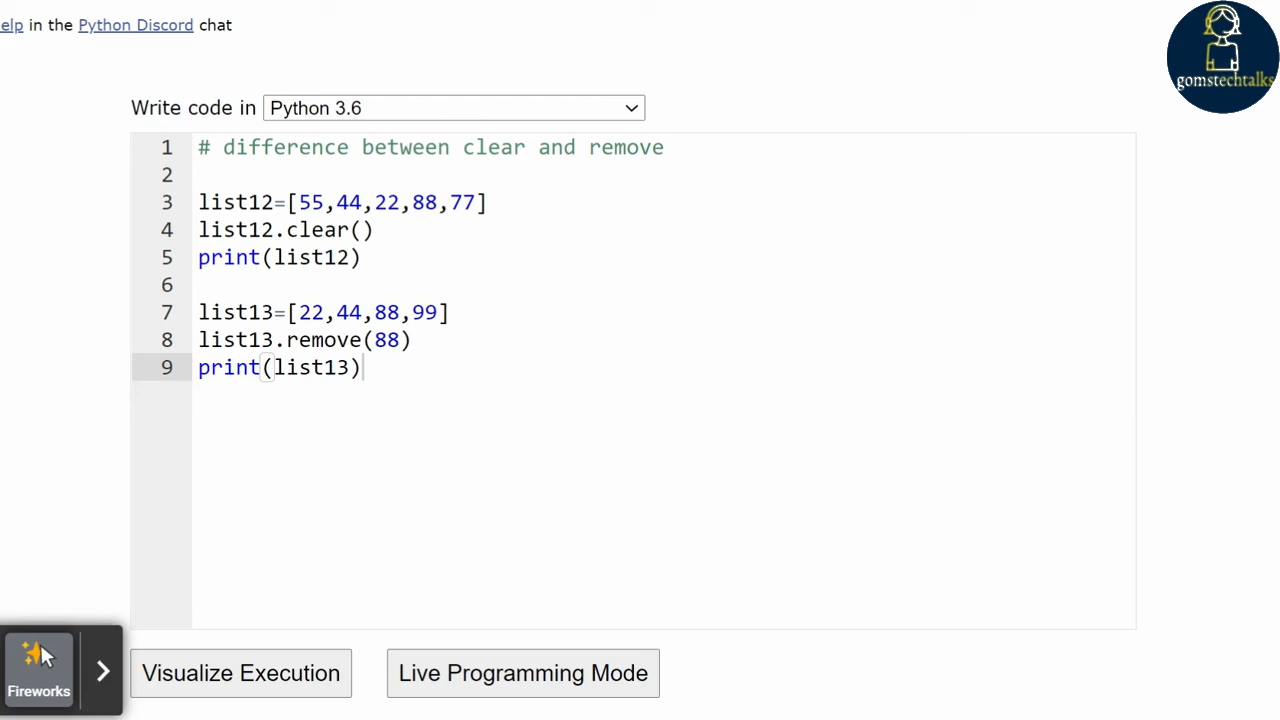 elp in the Python Discord chat
gomstechtalks
Write code in Python 3.6
1 # difference between clear and remove
2
3 list12=[55,44,22,88,77]
4 list12.clear()
5 print(list12)
6
7 list13=[22,44,88,99]
8 list13.remove(88)
9 print(list13)
Fireworks
Visualize Execution Live Programming Mode